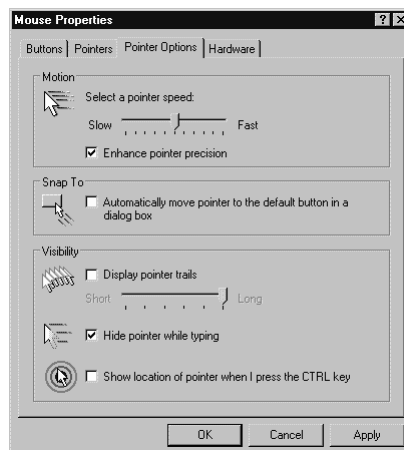 Mouse Properties
Buttons Pointers Pointer Options Hardware
Motion
Select a pointer speed:
Slow Fast
Enhance pointer precision
Snap To
Automatically move pointer to the default button in a
dialog box
Visibility
Display pointer trails
Short Long
Hide pointer while typing
Show location of pointer when I press the CTRL key
OK Cancel Apply